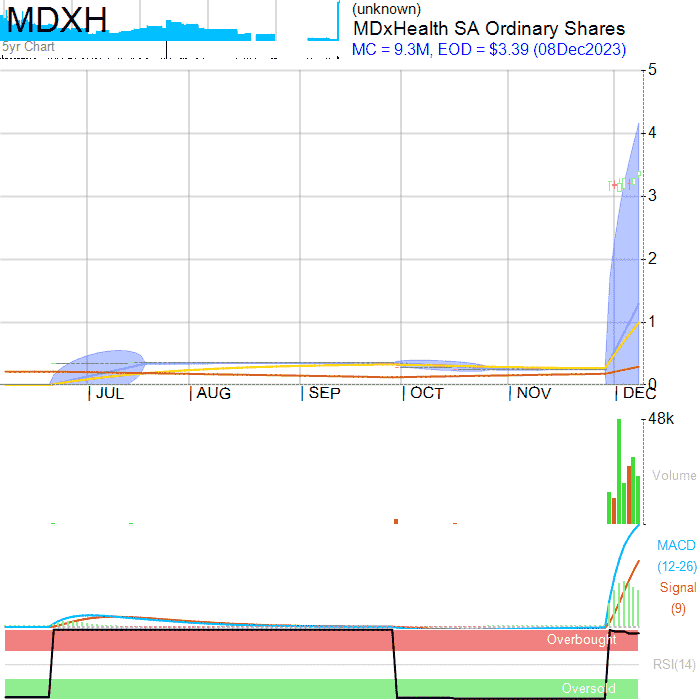 MDXH
5yr Chart
(unknown)
MDxHealth SA Ordinary Shares
MC = 9.3M, EOD = $3.39 (08Dec2023)
5
4
3
2
1
0
JUL AUG SEP OCT NOV DEC
48k
Volume
MACD
(12-26)
Signal
(9)
Overbought
RSI(14)
Oversold